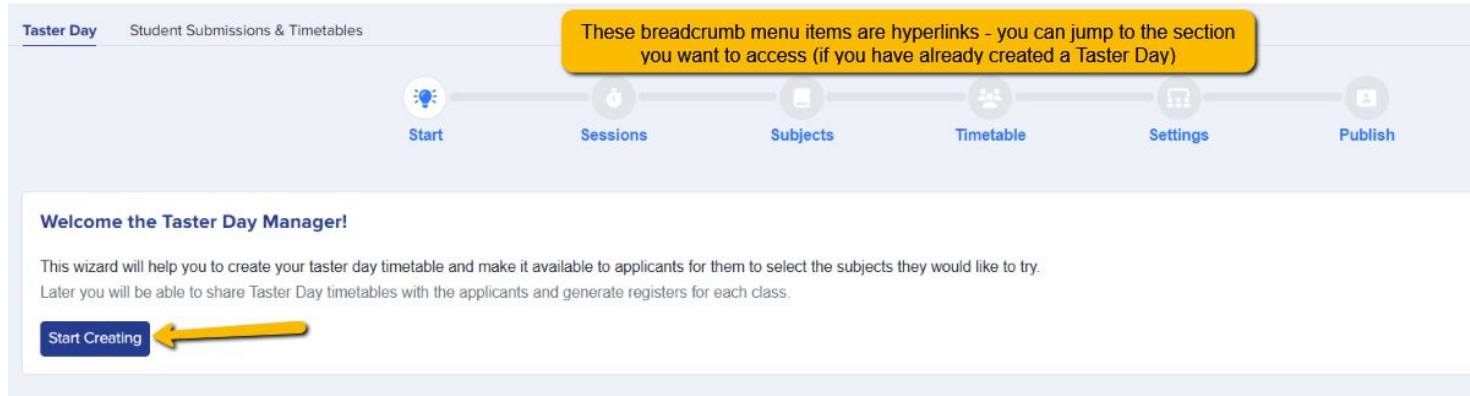 Taster Day Student Submissions & Timetables
These breadcrumb menu items are hyperlinks - you can jump to the section
you want to access (if you have already created a Taster Day)
Start Sessions Subjects Timetable Settings Publish
Welcome the Taster Day Manager!
This wizard will help you to create your taster day timetable and make it available to applicants for them to select the subjects they would like to try.
Later you will be able to share Taster Day timetables with the applicants and generate registers for each class.
Start Creating